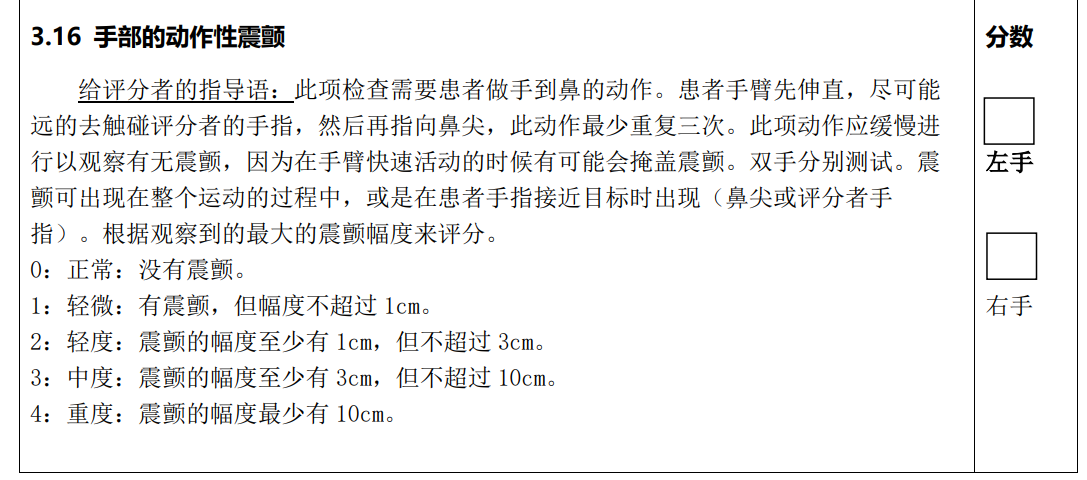 3.16 手部的动作性震颤
给评分者的指导语：此项检查需要患者做手到鼻的动作。患者手臂先伸直，尽可能
远的去触碰评分者的手指，然后再指向鼻尖，此动作最少重复三次。此项动作应缓慢进
行以观察有无震颤，因为在手臂快速活动的时候有可能会掩盖震颤。双手分别测试。震
颤可出现在整个运动的过程中，或是在患者手指接近目标时出现（鼻尖或评分者手
指）。根据观察到的最大的震颤幅度来评分。
0：正常：没有震颤。
1：轻微：有震颤，但幅度不超过 1cm。
2：轻度：震颤的幅度至少有 1cm，但不超过 3cm。
3：中度：震颤的幅度至少有 3cm，但不超过 10cm。
4：重度：震颤的幅度最少有 10cm。
分数
左手
右手